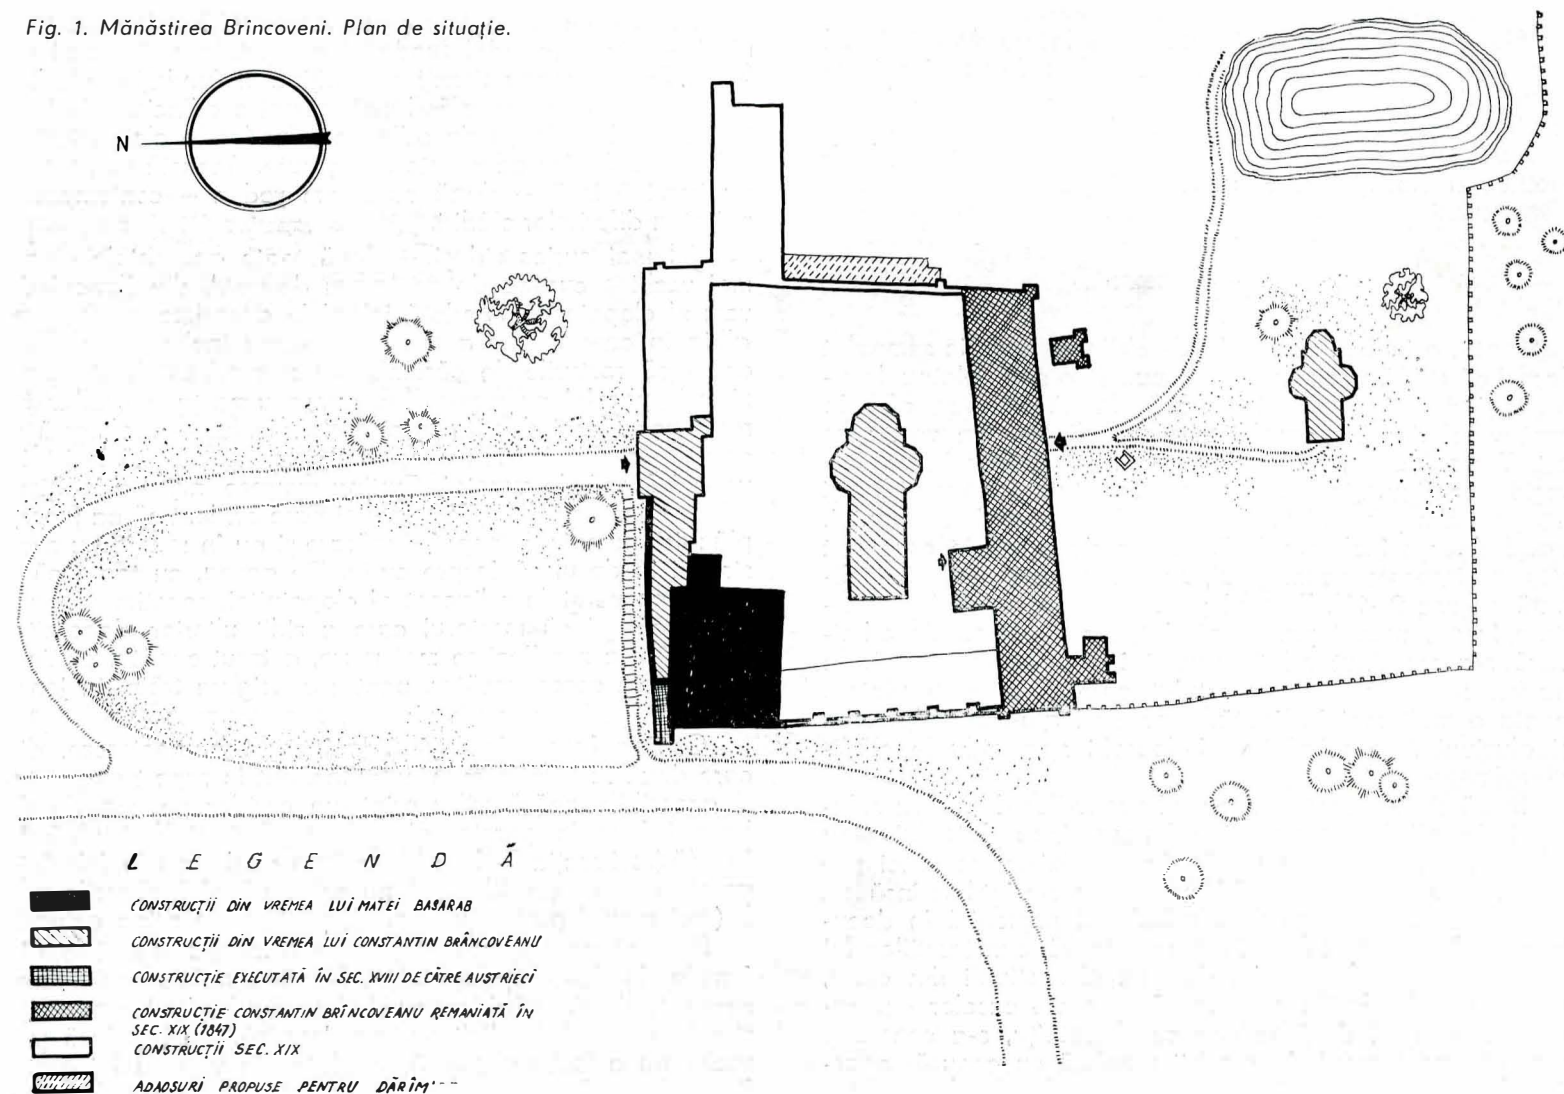 Fig. 1. Mănăstirea Brîncoveni. Plan de situație.
N
LEGENDĂ
CONSTRUCȚII DIN VREMEA LUI MATEI BASARAB
CONSTRUCȚII DIN VREMEA LUI CONSTANTIN BRÂNCOVEANU
CONSTRUCȚIE EXECUTATĂ ÎN SEC. XVIII DE CĂTRE AUSTRIECI
CONSTRUCȚIE CONSTANTIN BRÎNCOVEANU REMANIATĂ ÎN
SEC. XIX (1847)
CONSTRUCȚII SEC. XIX
ADAOSURI PROPUSE PENTRU